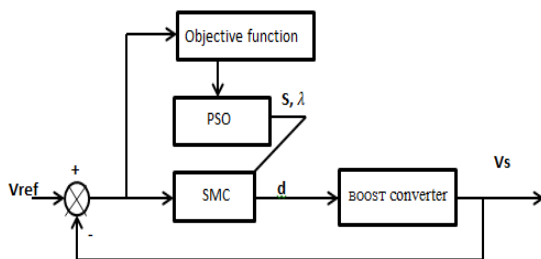 Objective function
S, λ
PSO
+
Vs
Vref
SMC
d
BOOST converter
-